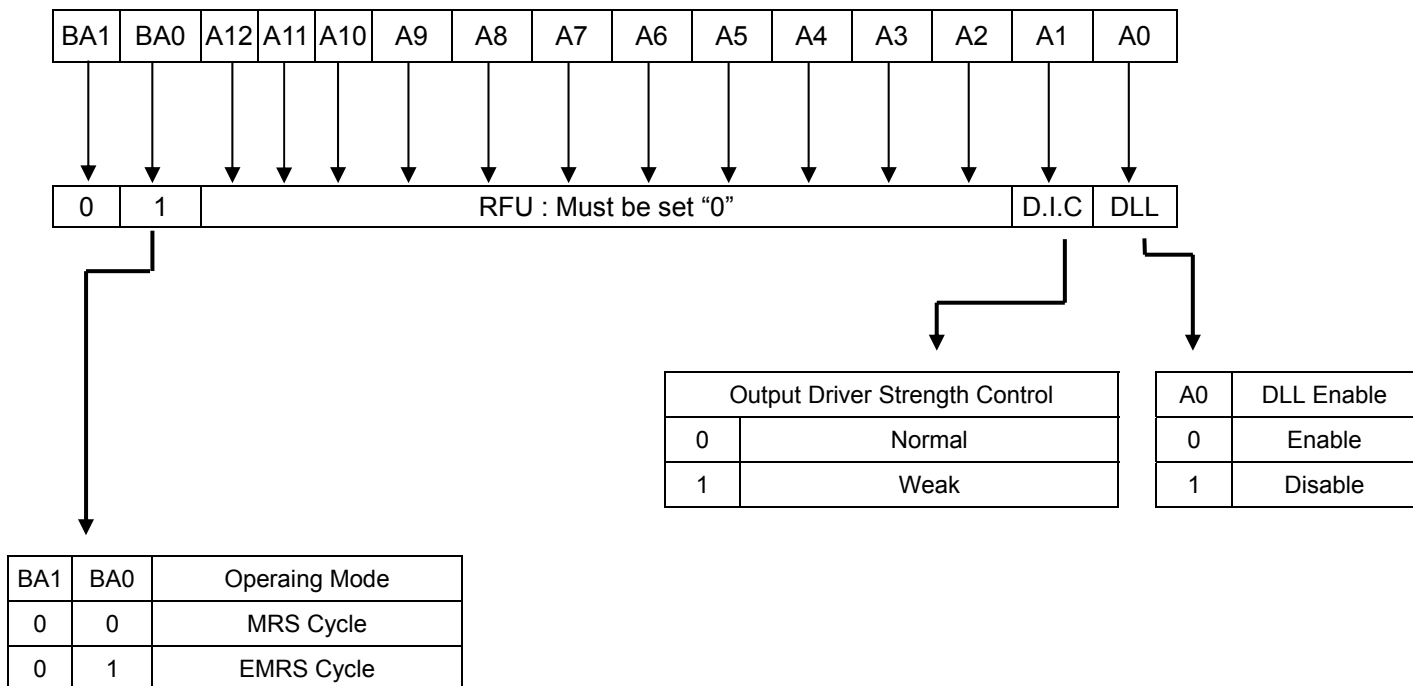 BA1 BA0 A12 A11 A10 A9 A8 A7 A6 A5 A4 A3 A2 A1 A0
0 1 RFU : Must be set “0” D.I.C DLL
Output Driver Strength Control
0 Normal
1 Weak
A0 DLL Enable
0 Enable
1 Disable
BA1 BA0 Operaing Mode
0 0 MRS Cycle
0 1 EMRS Cycle